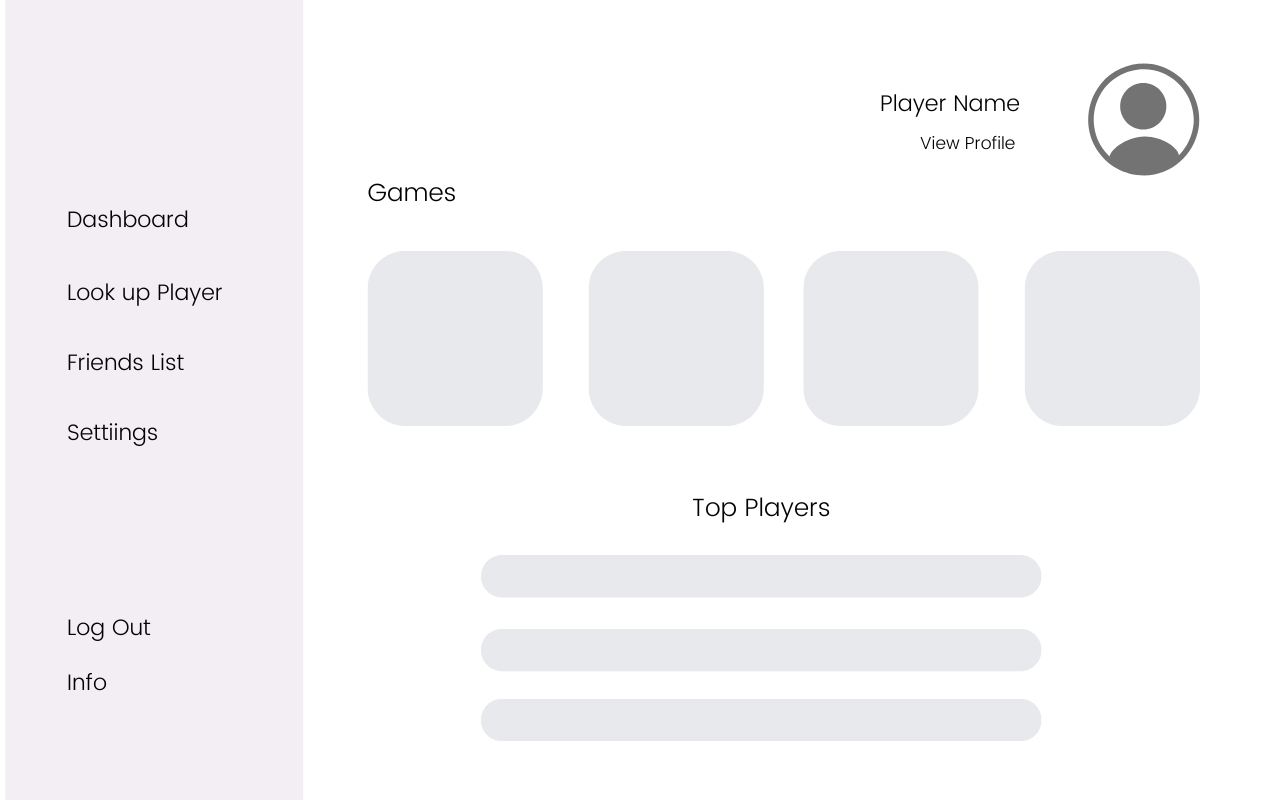 Dashboard
Look up Player
Friends List
Settiings
Log Out
Info
Player Name
View Profile
Games
Top Players